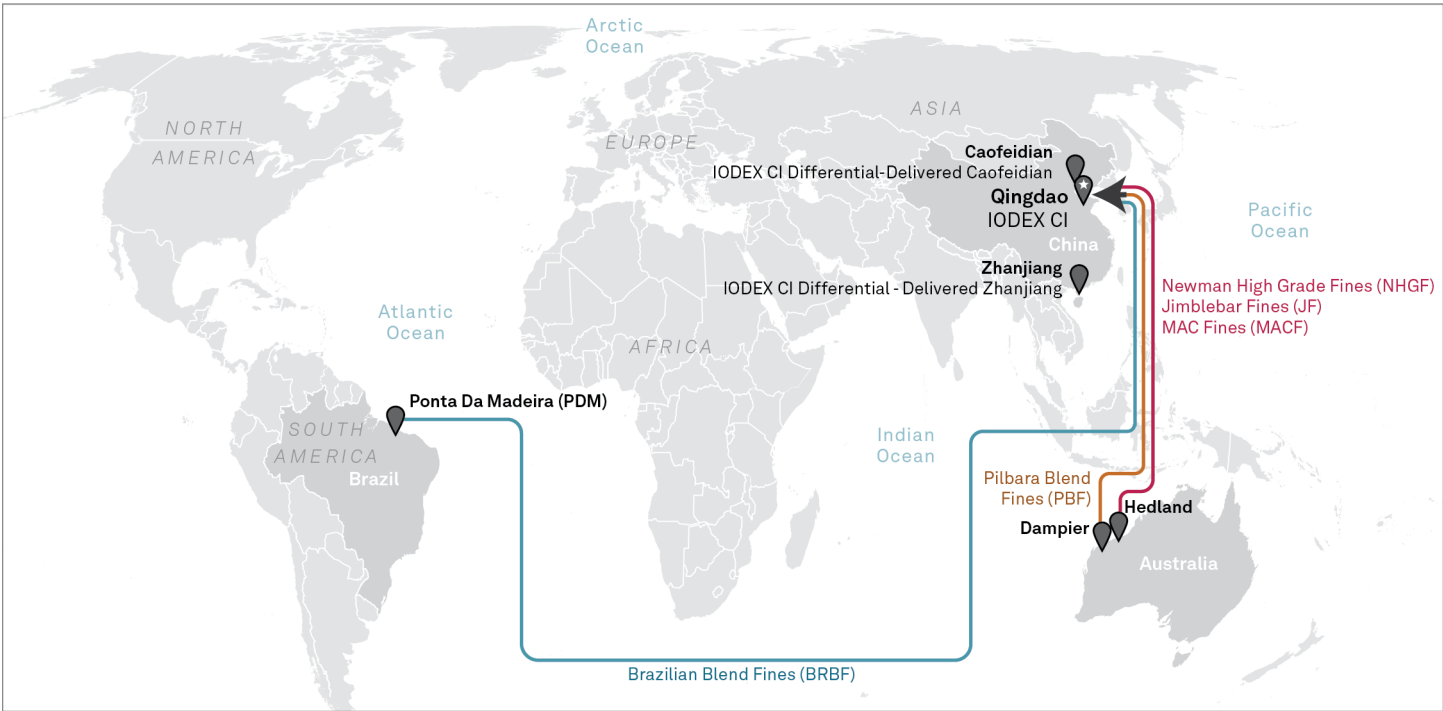 Arctic
Ocean
NORTH
AMERICA
EUROPE
ASIA
Caofeidian
IODEX CI Differential-Delivered Caofeidian
Qingdao
IODEX CI
China
Pacific
Ocean
Zhanjiang
IODEX CI Differential - Delivered Zhanjiang
Newman High Grade Fines (NHGF)
Jimblebar Fines (JF)
MAC Fines (MACF)
Atlantic
Ocean
AFRICA
Ponta Da Madeira (PDM)
SOUTH
AMERICA
Brazil
Indian
Ocean
Pilbara Blend
Fines (PBF)
Hedland
Dampier
Australia
Brazilian Blend Fines (BRBF)